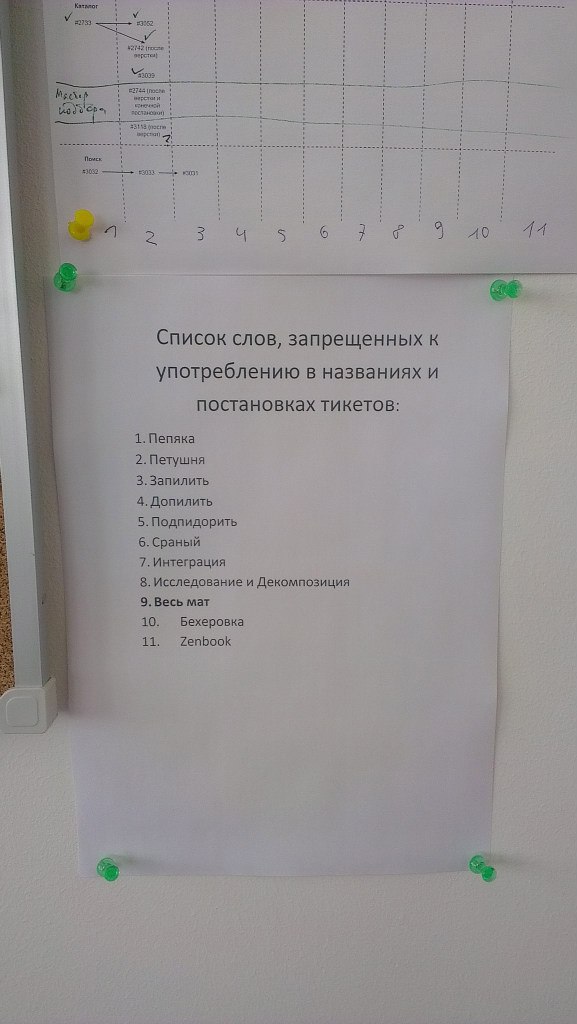 Каталог
#2733 #3052
#2742 (после
верстки)
#3039
Мастер
подбора
#2744 (после
верстки и
конечной
постановки)
#3118 (после
верстки) ?
Поиск
#3032 #3033 #3031
1 2 3 4 5 6 7 8 9 10 11
Список слов, запрещенных к
употреблению в названиях и
постановках тикетов:
1. Пепяка
2. Петушня
3. Запилить
4. Допилить
5. Подпидорить
6. Сраный
7. Интеграция
8. Исследование и Декомпозиция
9. Весь мат
10. Бехеровка
11. Zenbook